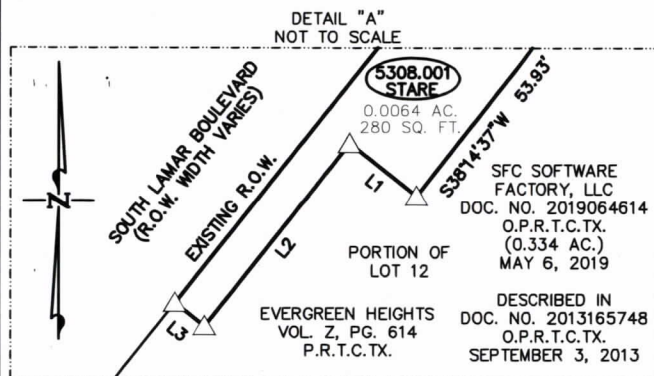 DETAIL "A"
NOT TO SCALE
5308.001
STARE
0.0064 AC.
280 SQ. FT.
SOUTH LAMAR BOULEVARD
(R.O.W. WIDTH VARIES)
EXISTING R.O.W.
S38°14'37"W 53.93'
N
L1
L2
L3
SFC SOFTWARE
FACTORY, LLC
DOC. NO. 2019064614
O.P.R.T.C.TX.
(0.334 AC.)
MAY 6, 2019
PORTION OF
LOT 12
EVERGREEN HEIGHTS
VOL. Z, PG. 614
P.R.T.C.TX.
DESCRIBED IN
DOC. NO. 2013165748
O.P.R.T.C.TX.
SEPTEMBER 3, 2013